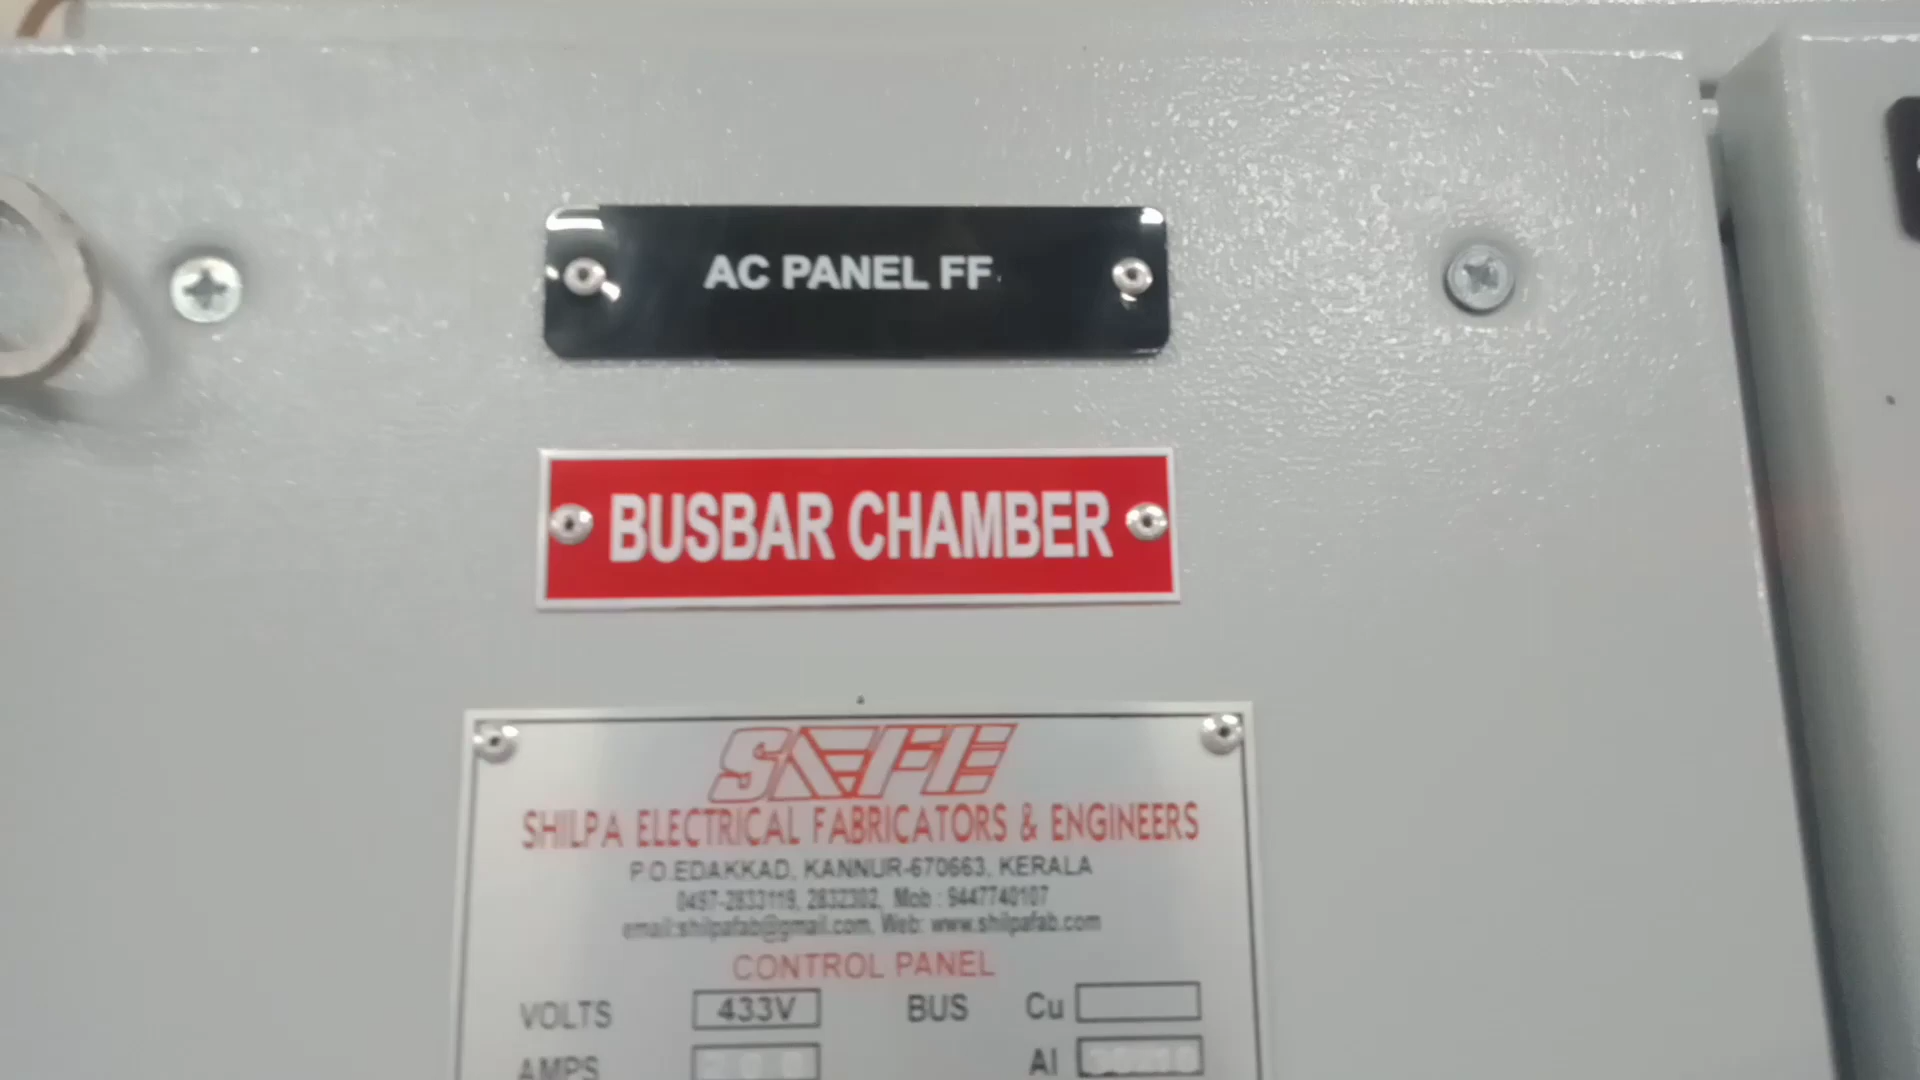 AC PANEL FF
BUSBAR CHAMBER
SEFE
SHILPA ELECTRICAL FABRICATORS & ENGINEERS
P.O.EDAKKAD, KANNUR-670663, KERALA
0497-2833119, 2832302, Mob : 9447740107
email:shilpafab@gmail.com, Web: www.shilpafab.com
CONTROL PANEL
VOLTS 433V BUS Cu
AMPS Al